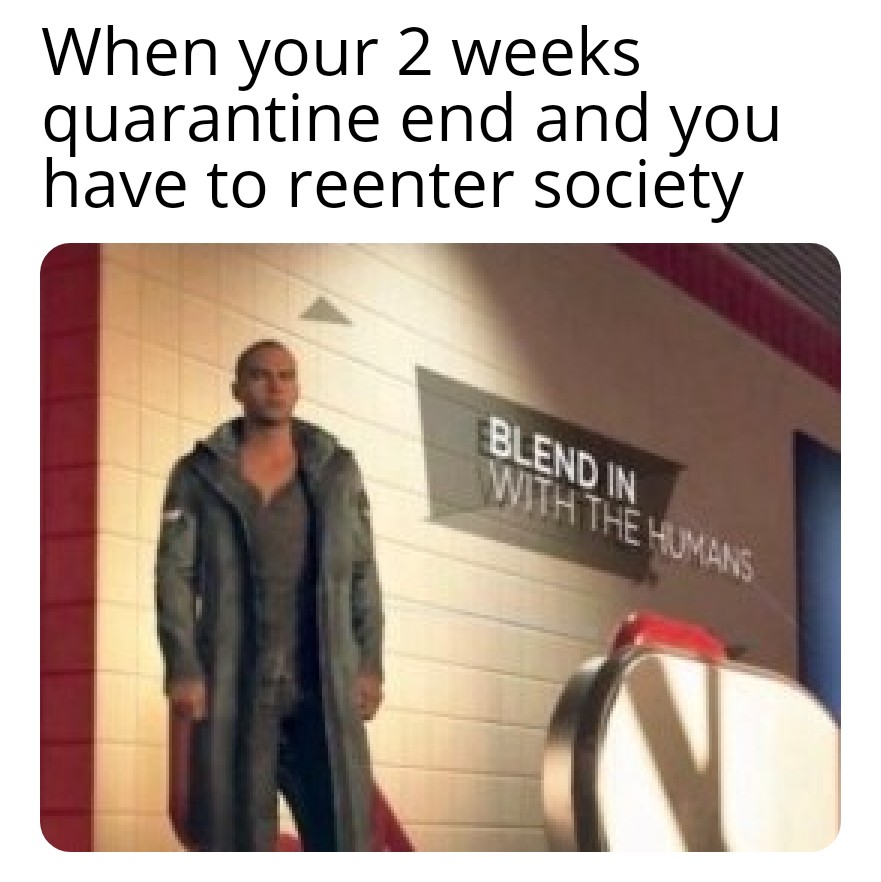 When your 2 weeks
quarantine end and you
have to reenter society
BLEND IN
WITH THE HUMANS